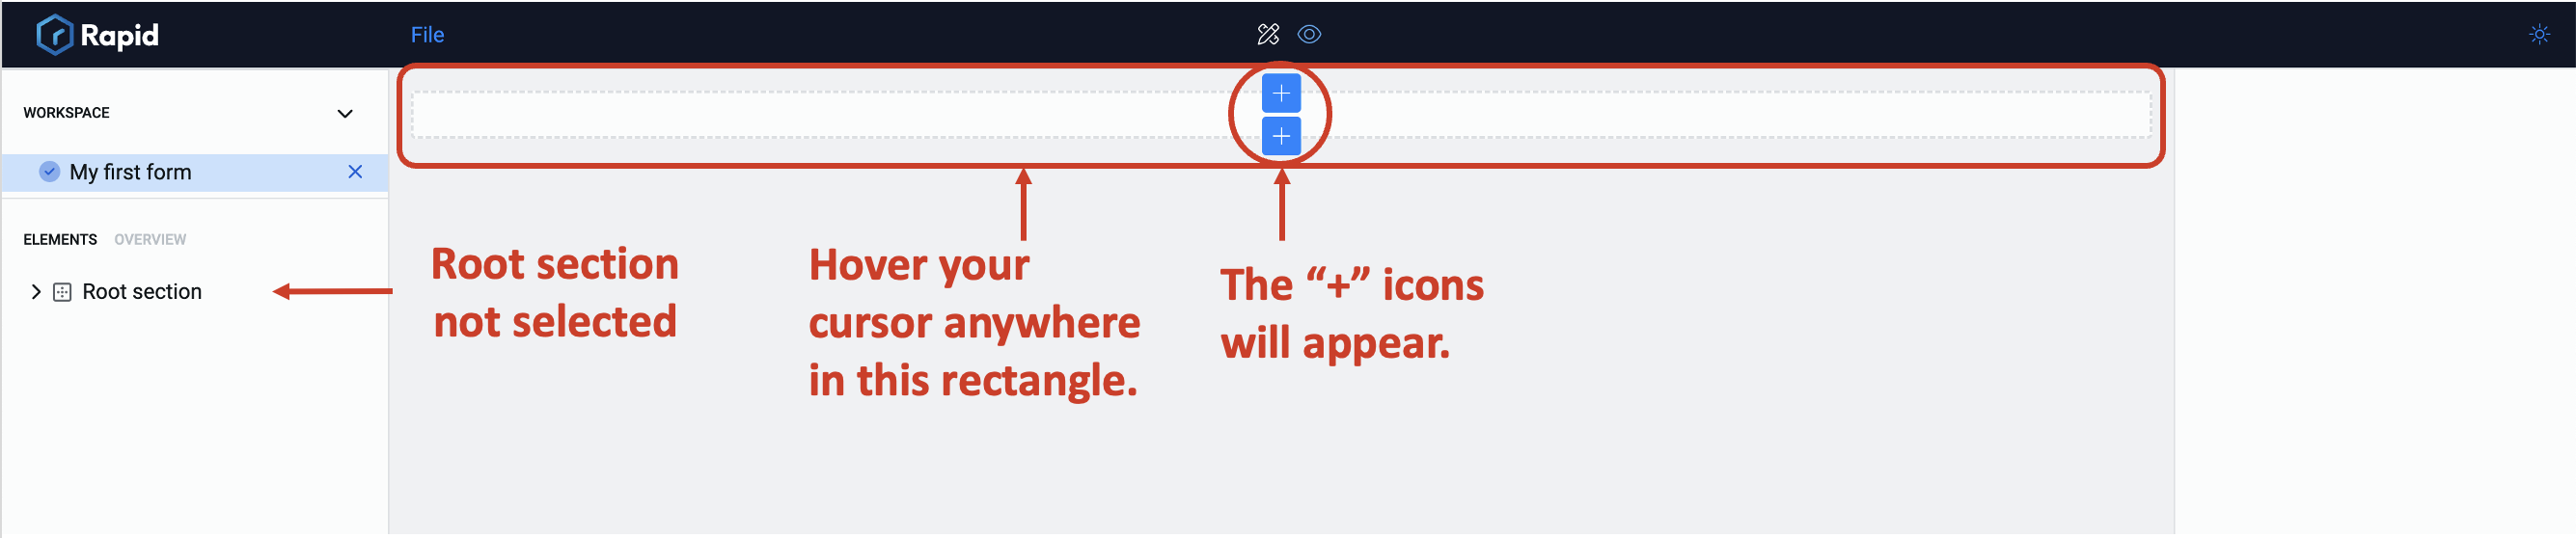 Rapid
File
WORKSPACE
My first form
ELEMENTS OVERVIEW
Root section
Root section
not selected
Hover your
cursor anywhere
in this rectangle.
The “+” icons
will appear.